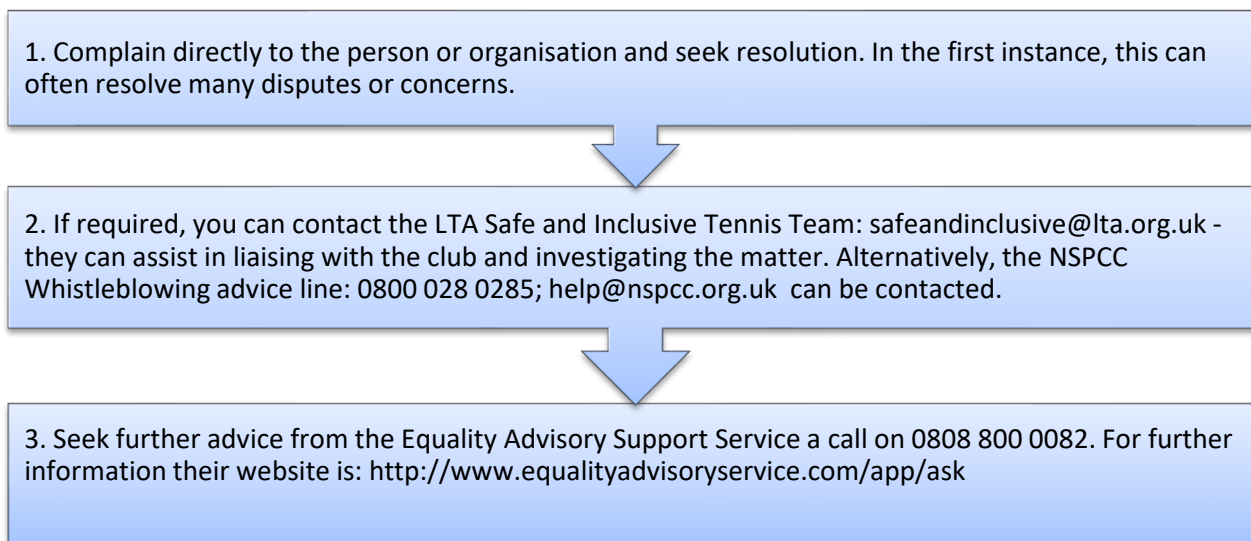 1. Complain directly to the person or organisation and seek resolution. In the first instance, this can
often resolve many disputes or concerns.
2. If required, you can contact the LTA Safe and Inclusive Tennis Team: safeandinclusive@lta.org.uk -
they can assist in liaising with the club and investigating the matter. Alternatively, the NSPCC
Whistleblowing advice line: 0800 028 0285; help@nspcc.org.uk can be contacted.
3. Seek further advice from the Equality Advisory Support Service a call on 0808 800 0082. For further
information their website is: http://www.equalityadvisoryservice.com/app/ask